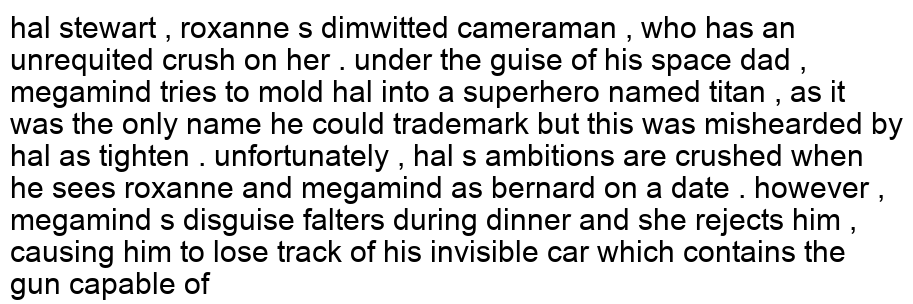 hal stewart , roxanne s dimwitted cameraman , who has an
unrequited crush on her . under the guise of his space dad ,
megamind tries to mold hal into a superhero named titan , as it
was the only name he could trademark but this was mishearded by
hal as tighten . unfortunately , hal s ambitions are crushed when
he sees roxanne and megamind as bernard on a date . however ,
megamind s disguise falters during dinner and she rejects him ,
causing him to lose track of his invisible car which contains the
gun capable of